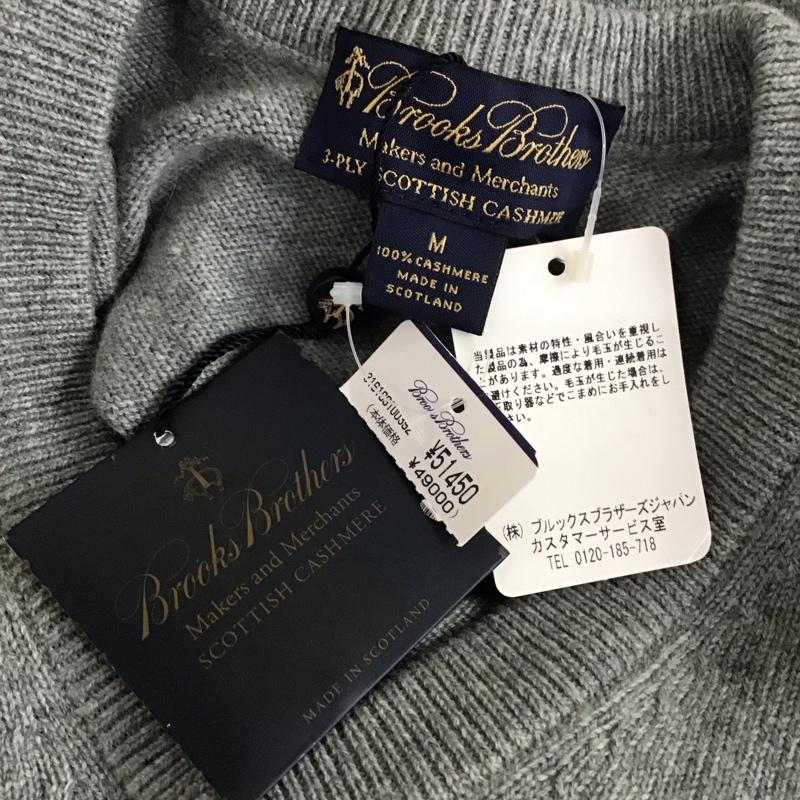 Brooks Brothers
Makers and Merchants
3-PLY SCOTTISH CASHMERE
M
100% CASHMERE
MADE IN
SCOTLAND
当製品は素材の特性・風合いを重視し
た製品の為、摩擦により毛玉が生じるこ
とがあります。過度な着用・連続着用は
避けください。毛玉が生じた場合は、
取り器などでこまめにお手入れをし
い。
(株) ブルックスブラザーズジャパン
カスタマーサービス室
TEL 0120-185-718
Brooks Brothers
(本体価格
¥51450
¥49000)
Brooks Brothers
Makers and Merchants
SCOTTISH CASHMERE
MADE IN SCOTLAND